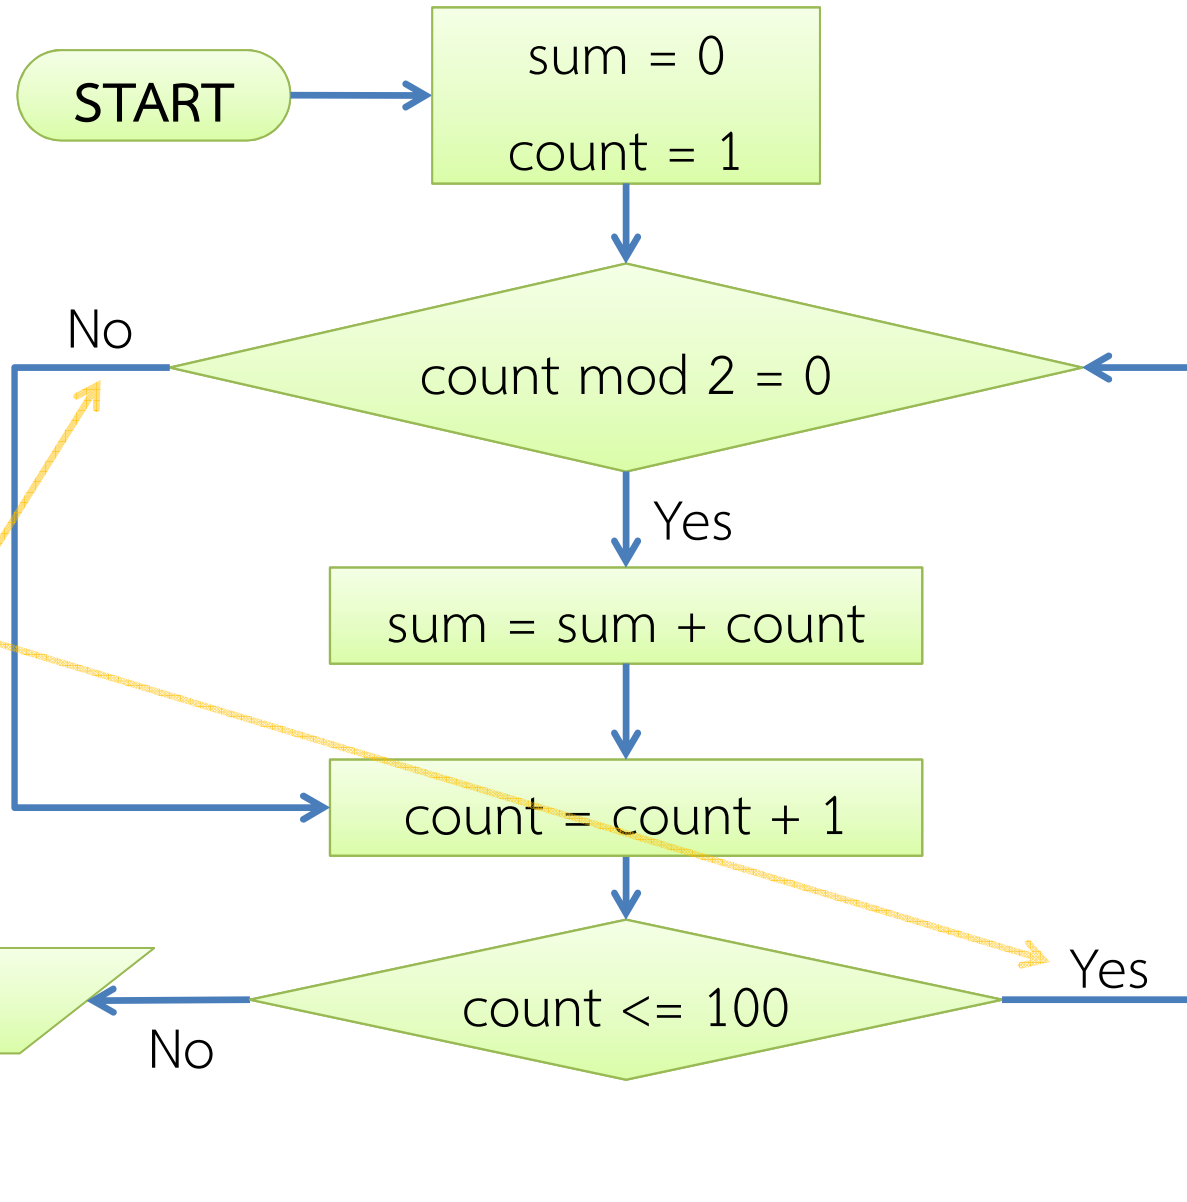 START
sum = 0
count = 1
No
count mod 2 = 0
Yes
sum = sum + count
count = count + 1
count <= 100
Yes
No